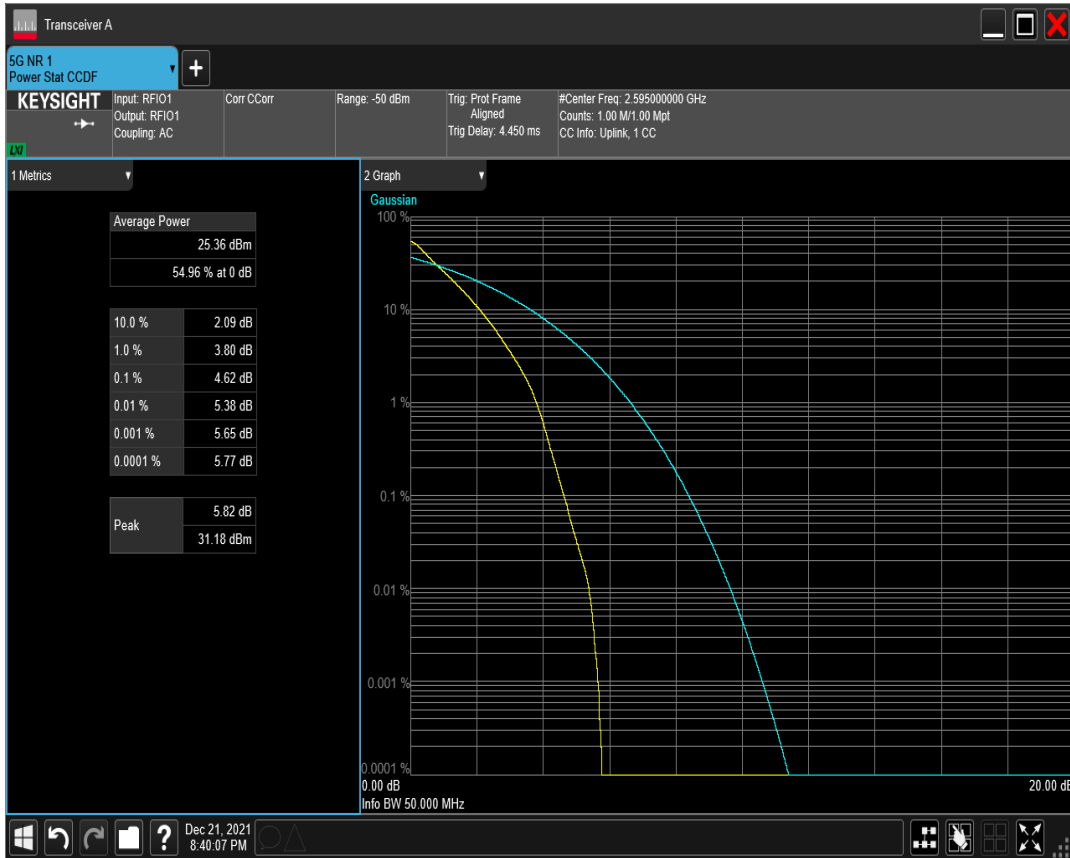 Transceiver A
5G NR 1
Power Stat CCDF
KEYSIGHT
LXI
Input: RFIO1
Output: RFIO1
Coupling: AC
Corr CCorr
Range: -50 dBm
Trig: Prot Frame
Aligned
Trig Delay: 4.450 ms
#Center Freq: 2.595000000 GHz
Counts: 1.00 M/1.00 Mpt
CC Info: Uplink, 1 CC
1 Metrics
Average Power
25.36 dBm
54.96 % at 0 dB
10.0 % 2.09 dB
1.0 % 3.80 dB
0.1 % 4.62 dB
0.01 % 5.38 dB
0.001 % 5.65 dB
0.0001 % 5.77 dB
Peak
5.82 dB
31.18 dBm
2 Graph
Gaussian
100 %
10 %
1 %
0.1 %
0.01 %
0.001 %
0.0001 %
0.00 dB
20.00 dB
Info BW 50.000 MHz
?
Dec 21, 2021
8:40:07 PM